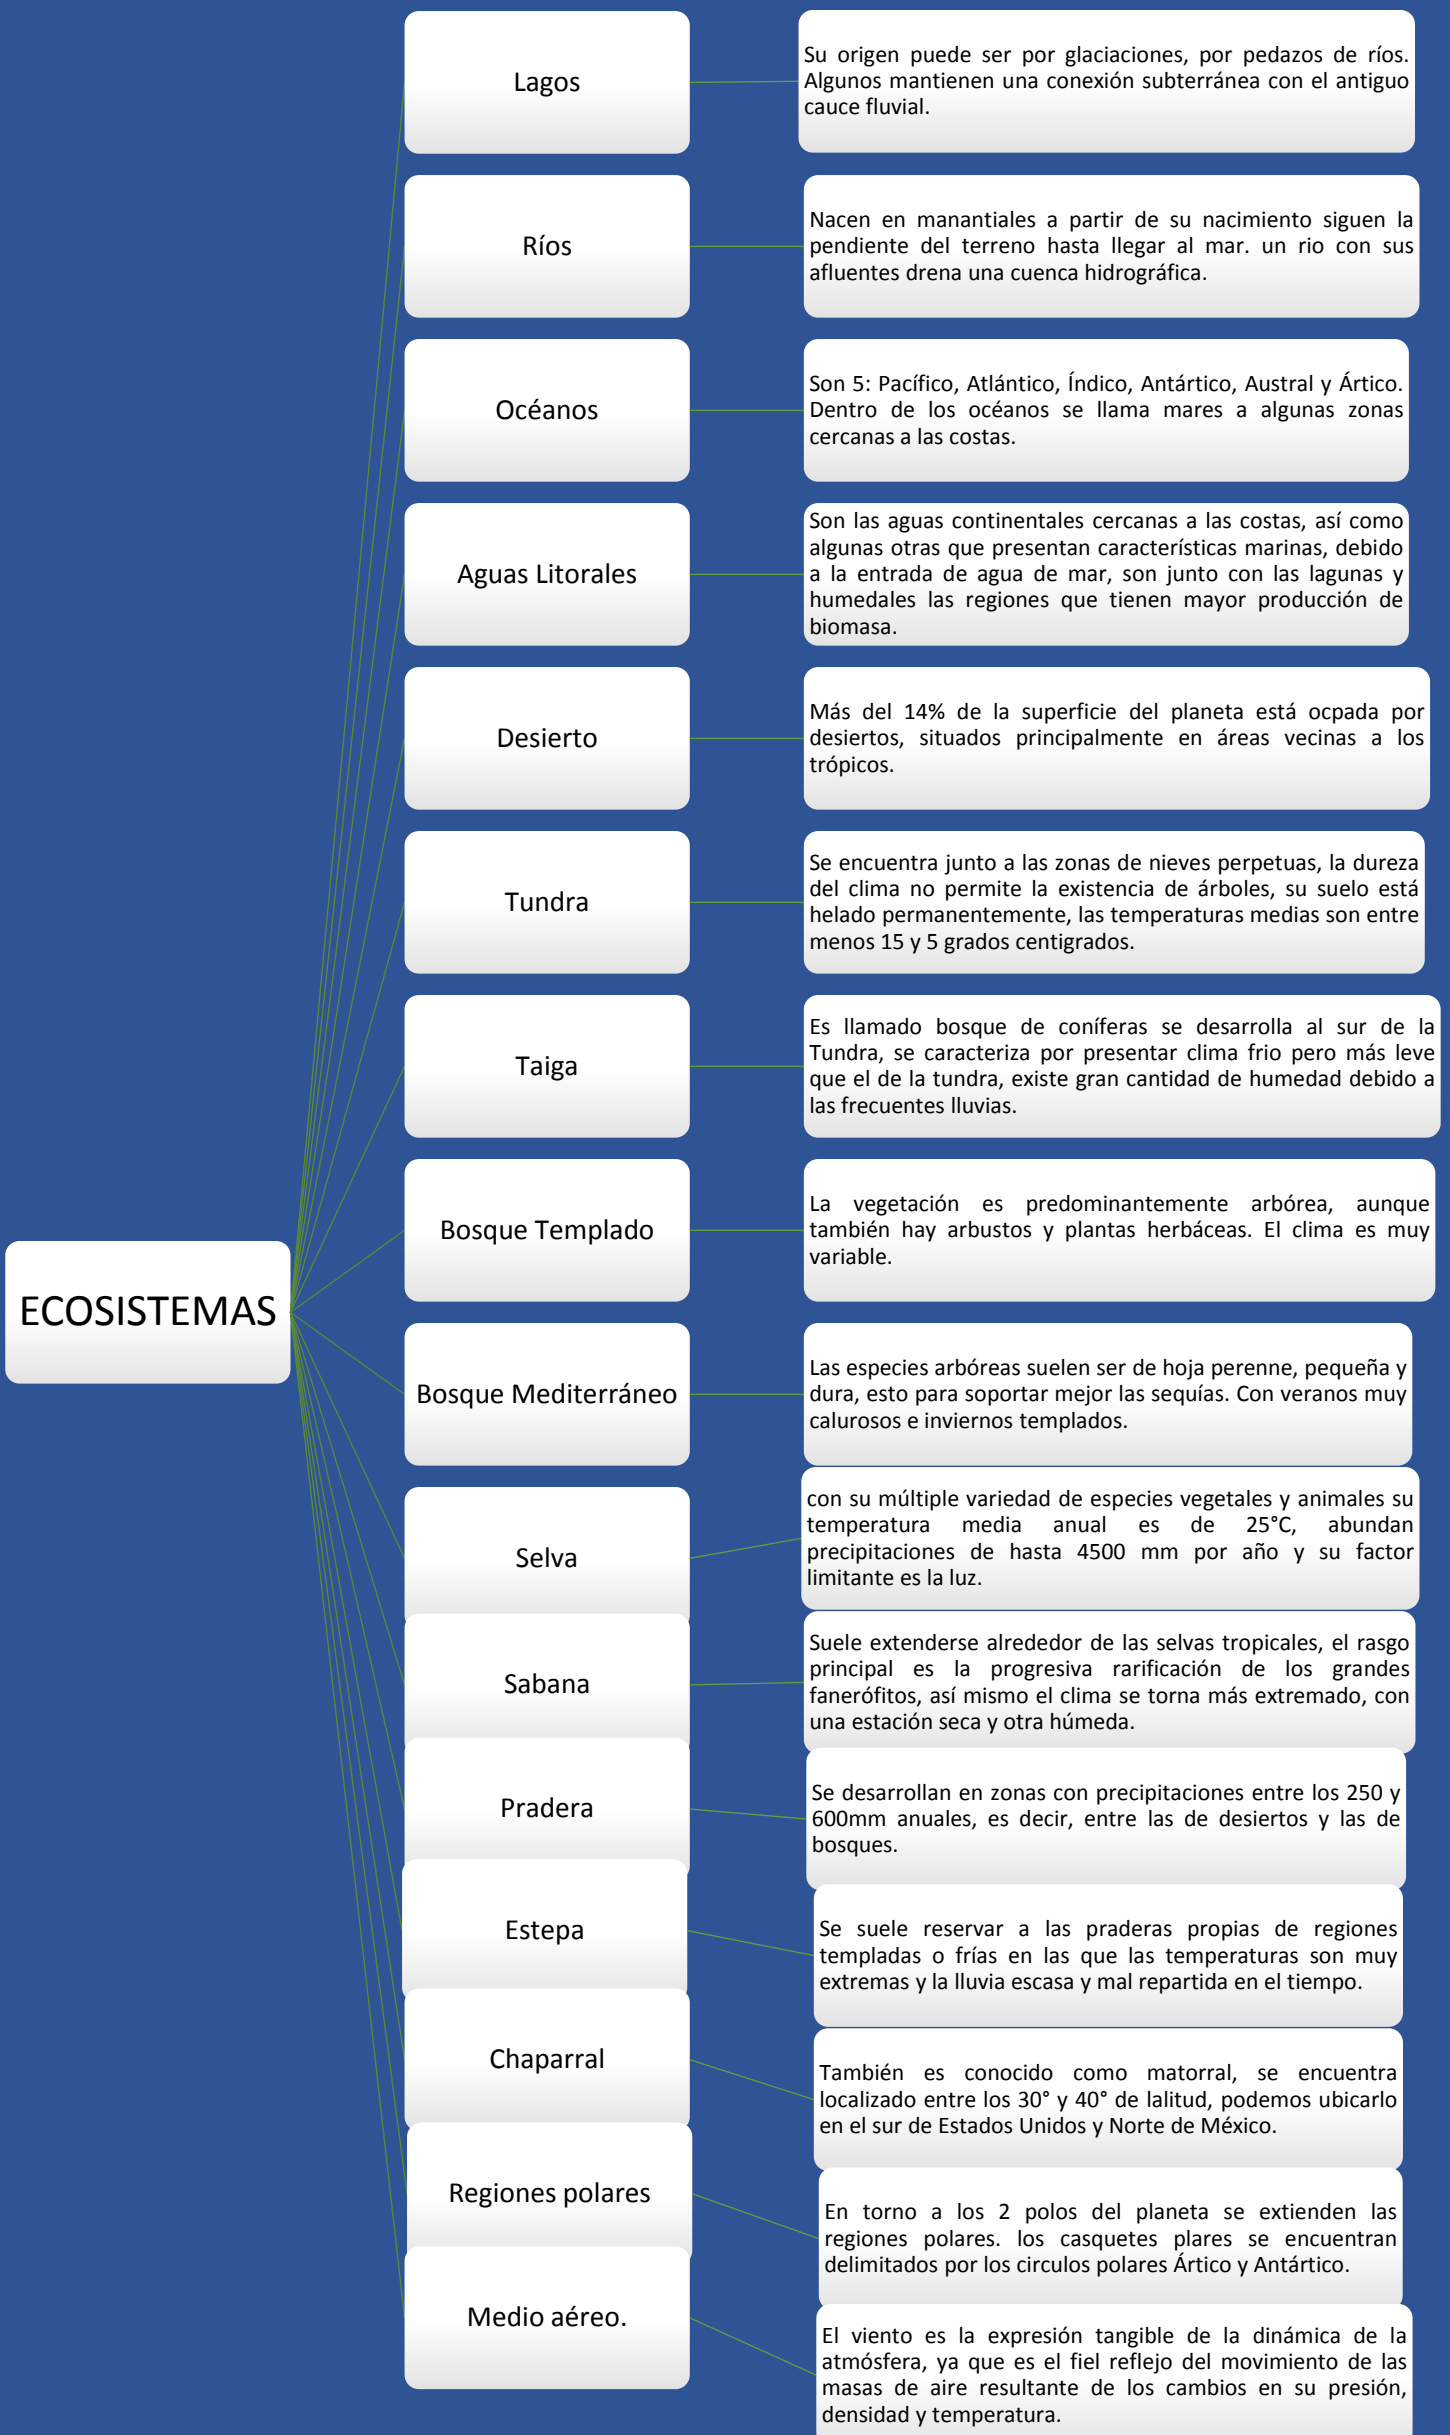 Lagos
Su origen puede ser por glaciaciones, por pedazos de ríos.
Algunos mantienen una conexión subterránea con el antiguo
cauce fluvial.
Ríos
Nacen en manantiales a partir de su nacimiento siguen la
pendiente del terreno hasta llegar al mar. un rio con sus
afluentes drena una cuenca hidrográfica.
Océanos
Son 5: Pacífico, Atlántico, Índico, Antártico, Austral y Ártico.
Dentro de los océanos se llama mares a algunas zonas
cercanas a las costas.
Aguas Litorales
Son las aguas continentales cercanas a las costas, así como
algunas otras que presentan características marinas, debido
a la entrada de agua de mar, son junto con las lagunas y
humedales las regiones que tienen mayor producción de
biomasa.
Desierto
Más del 14% de la superficie del planeta está ocpada por
desiertos, situados principalmente en áreas vecinas a los
trópicos.
Tundra
Se encuentra junto a las zonas de nieves perpetuas, la dureza
del clima no permite la existencia de árboles, su suelo está
helado permanentemente, las temperaturas medias son entre
menos 15 y 5 grados centigrados.
Taiga
Es llamado bosque de coníferas se desarrolla al sur de la
Tundra, se caracteriza por presentar clima frio pero más leve
que el de la tundra, existe gran cantidad de humedad debido a
las frecuentes lluvias.
Bosque Templado
La vegetación es predominantemente arbórea, aunque
también hay arbustos y plantas herbáceas. El clima es muy
variable.
ECOSISTEMAS
Bosque Mediterráneo
Las especies arbóreas suelen ser de hoja perenne, pequeña y
dura, esto para soportar mejor las sequías. Con veranos muy
calurosos e inviernos templados.
Selva
con su múltiple variedad de especies vegetales y animales su
temperatura media anual es de 25°C, abundan
precipitaciones de hasta 4500 mm por año y su factor
limitante es la luz.
Sabana
Suele extenderse alrededor de las selvas tropicales, el rasgo
principal es la progresiva rarificación de los grandes
fanerófitos, así mismo el clima se torna más extremado, con
una estación seca y otra húmeda.
Pradera
Se desarrollan en zonas con precipitaciones entre los 250 y
600mm anuales, es decir, entre las de desiertos y las de
bosques.
Estepa
Se suele reservar a las praderas propias de regiones
templadas o frías en las que las temperaturas son muy
extremas y la lluvia escasa y mal repartida en el tiempo.
Chaparral
También es conocido como matorral, se encuentra
localizado entre los 30° y 40° de lalitud, podemos ubicarlo
en el sur de Estados Unidos y Norte de México.
Regiones polares
En torno a los 2 polos del planeta se extienden las
regiones polares. los casquetes plares se encuentran
delimitados por los circulos polares Ártico y Antártico.
Medio aéreo.
El viento es la expresión tangible de la dinámica de la
atmósfera, ya que es el fiel reflejo del movimiento de las
masas de aire resultante de los cambios en su presión,
densidad y temperatura.